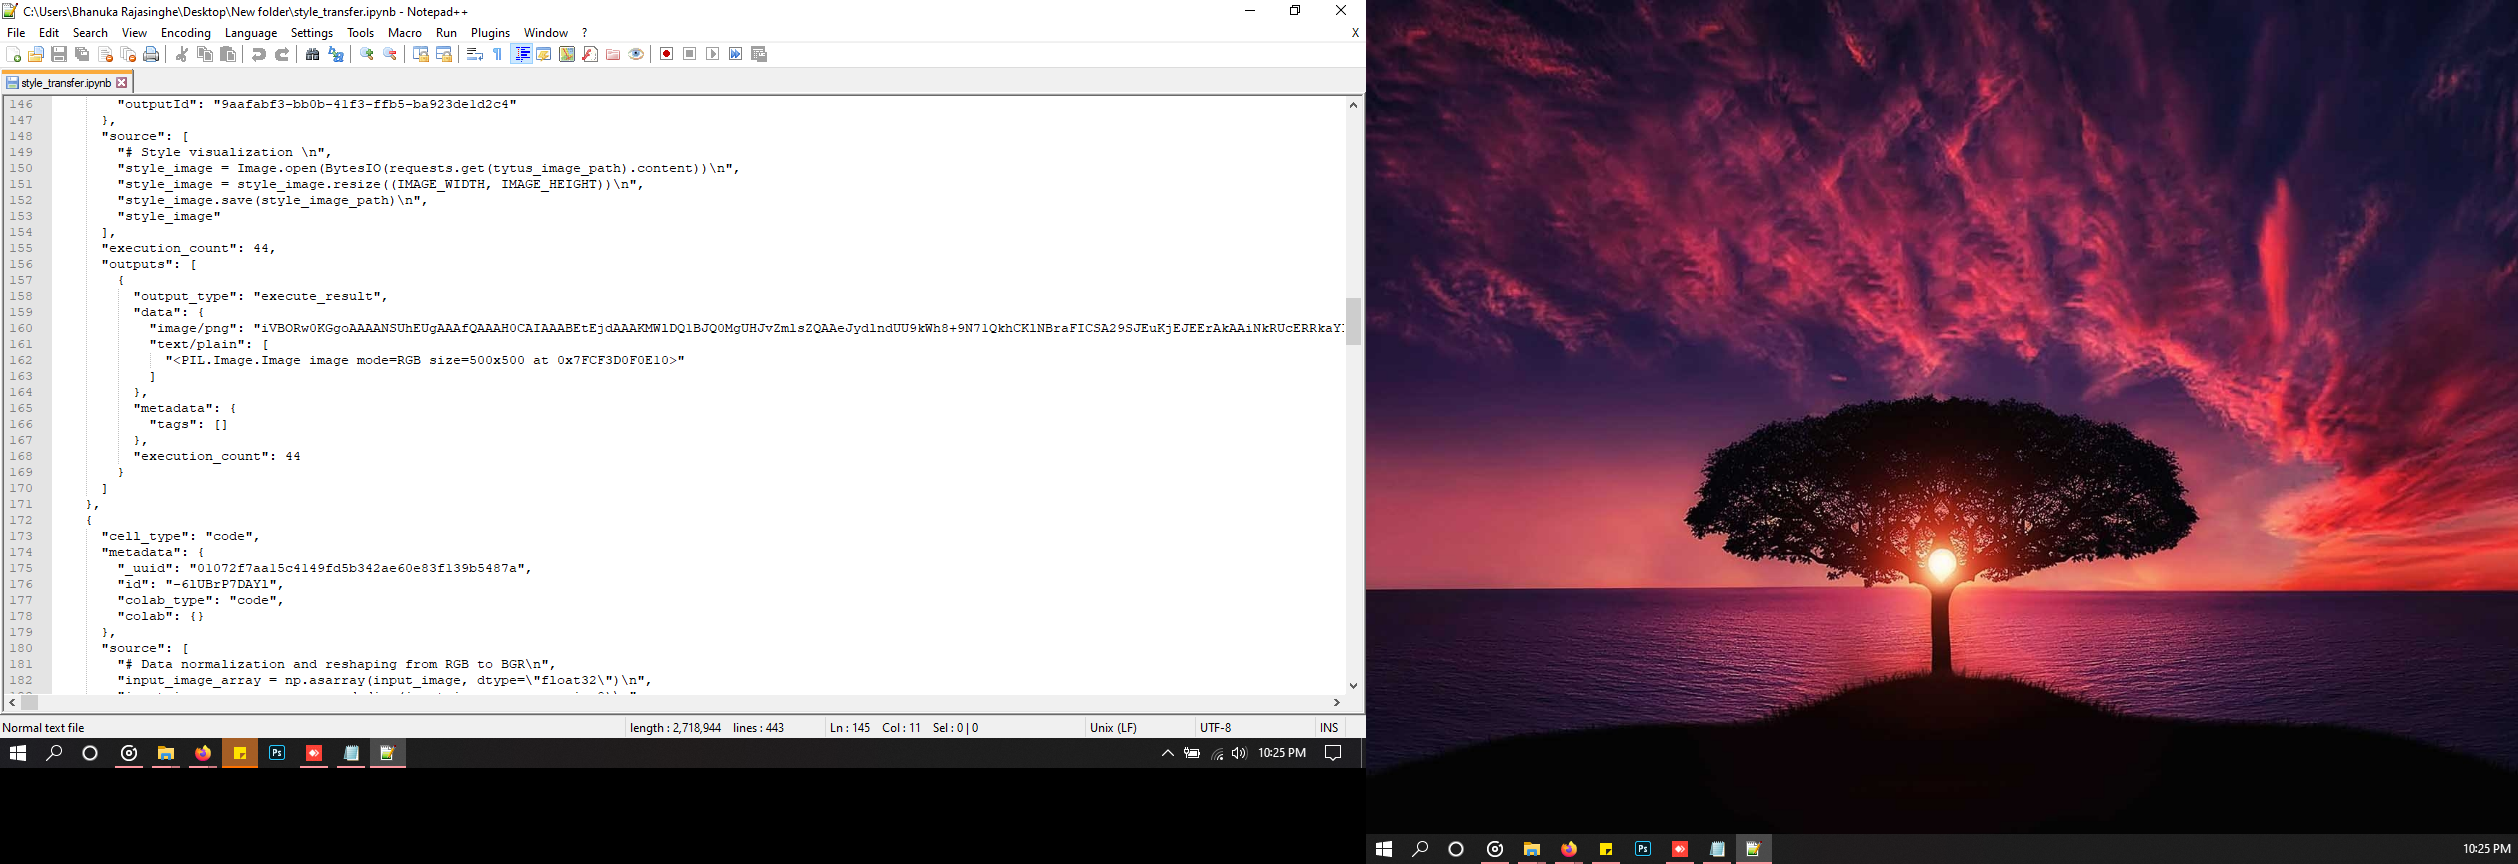 C:\Users\Bhanuka Rajasinghe\Desktop\New folder\style_transfer.ipynb - Notepad++
File Edit Search View Encoding Language Settings Tools Macro Run Plugins Window ? X
style_transfer.ipynb
146 "outputId": "9aafabf3-bb0b-41f3-ffb5-ba923de1d2c4"
147 },
148 "source": [
149 "# Style visualization \n",
150 "style_image = Image.open(BytesIO(requests.get(tytus_image_path).content))\n",
151 "style_image = style_image.resize((IMAGE_WIDTH, IMAGE_HEIGHT))\n",
152 "style_image.save(style_image_path)\n",
153 "style_image"
154 ],
155 "execution_count": 44,
156 "outputs": [
157 {
158 "output_type": "execute_result",
159 "data": {
160 "image/png":
161 "text/plain": [
162 "<PIL.Image.Image image mode=RGB size=500x500 at 0x7FCF3D0F0E10>"
163 ]
164 },
165 "metadata": {
166 "tags": []
167 },
168 "execution_count": 44
169 }
170 ]
171 },
172 {
173 "cell_type": "code",
174 "metadata": {
175 "_uuid": "01072f7aa15c4149fd5b342ae60e83f139b5487a",
176 "id": "-6lUBrP7DAYl",
177 "colab_type": "code",
178 "colab": {}
179 },
180 "source": [
181 "# Data normalization and reshaping from RGB to BGR\n",
182 "input_image_array = np.asarray(input_image, dtype=\"float32\")\n",
Normal text file length : 2,718,944 lines : 443 Ln : 145 Col : 11 Sel : 0 | 0 Unix (LF) UTF-8 INS
Ps 10:25 PM
Ps 10:25 PM